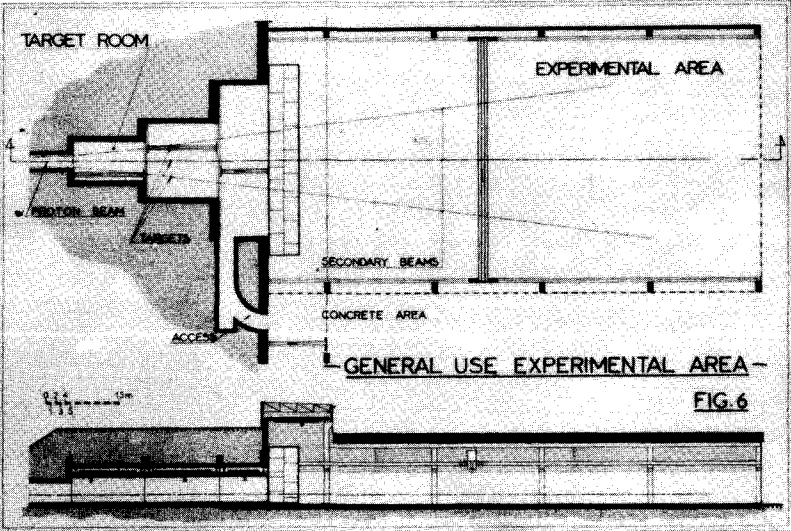 TARGET ROOM
EXPERIMENTAL AREA
PROTON BEAM
TARGETS
SECONDARY BEAMS
CONCRETE AREA
ACCESS
GENERAL USE EXPERIMENTAL AREA
FIG. 6